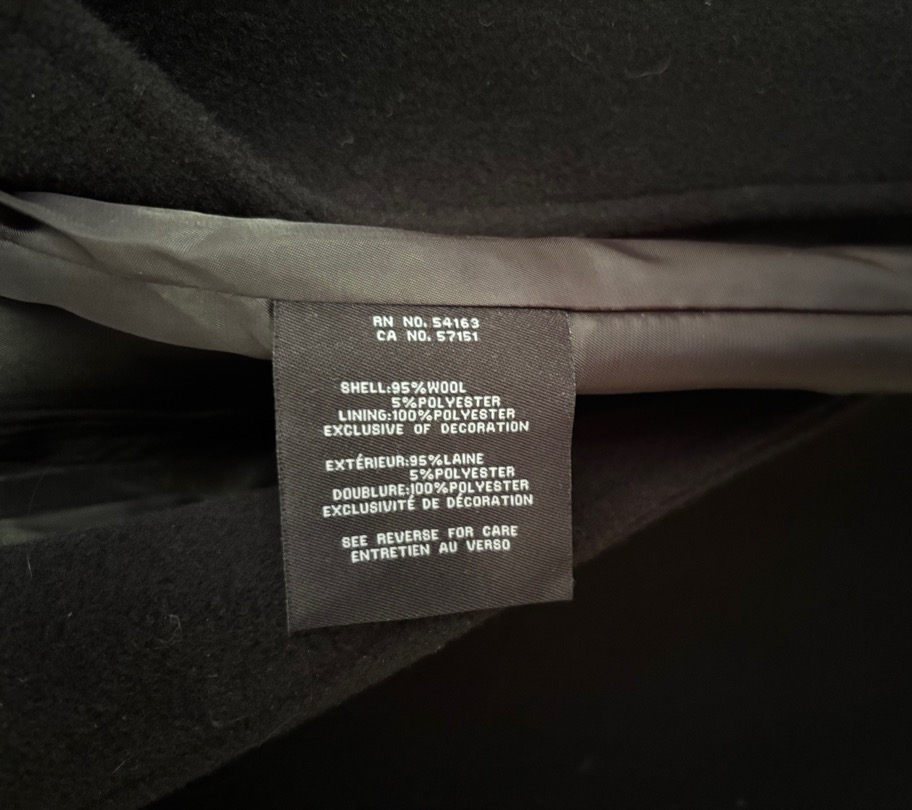 RN NO. 54163
CA NO. 57151
SHELL:95%WOOL
5%POLYESTER
LINING:100%POLYESTER
EXCLUSIVE OF DECORATION
EXTÉRIEUR:95%LAINE
5%POLYESTER
DOUBLURE:100%POLYESTER
EXCLUSIVITÉ DE DÉCORATION
SEE REVERSE FOR CARE
ENTRETIEN AU VERSO